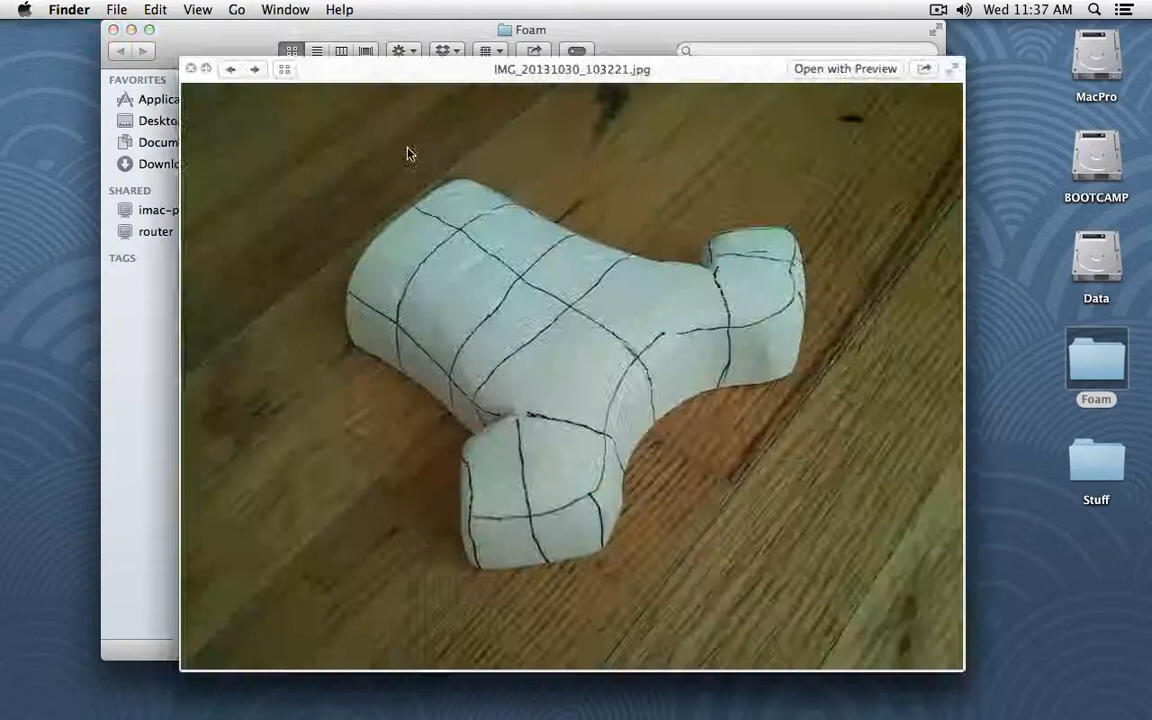 Finder File Edit View Go Window Help Wed 11:37 AM
Foam
IMG_20131030_103221.jpg Open with Preview
FAVORITES
Applica
Deskto
Docum
Downlo
SHARED
imac-p
router
TAGS
MacPro
BOOTCAMP
Data
Foam
Stuff